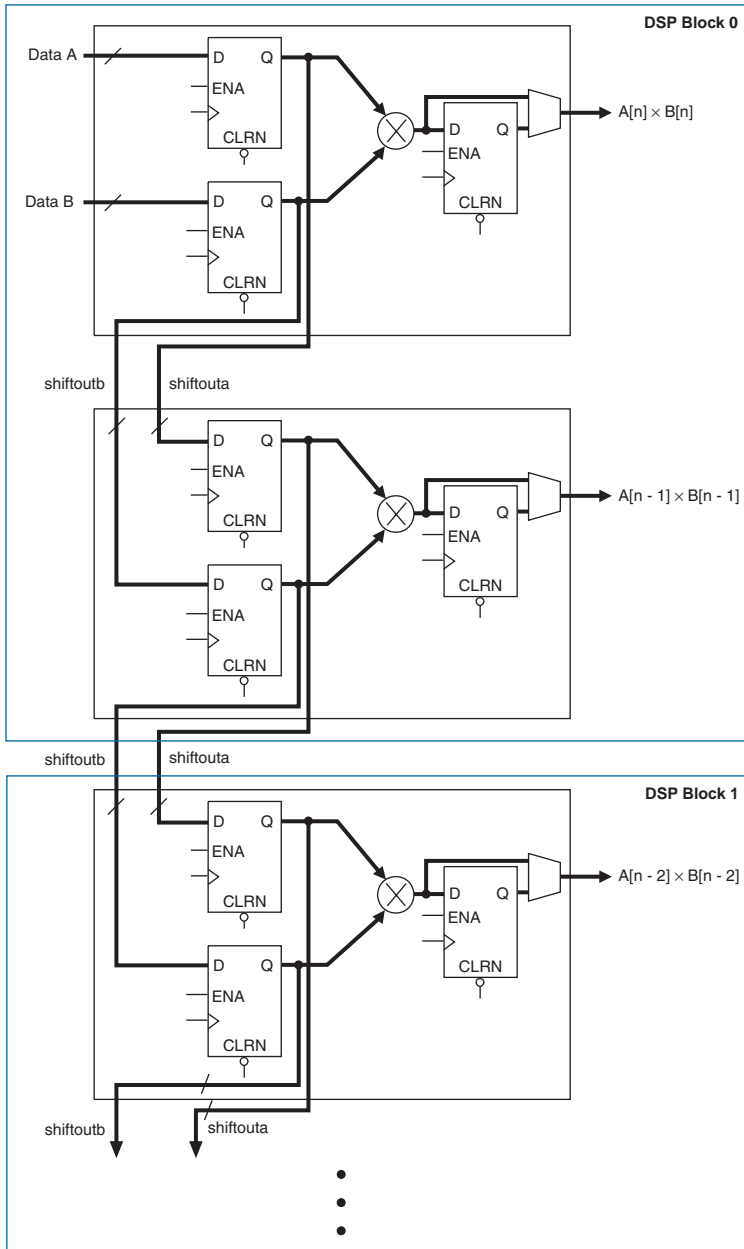 DSP Block 0
Data A
D Q
ENA
CLRN
A[n] × B[n]
D Q
ENA
CLRN
Data B
D Q
ENA
CLRN
shiftoutb
shiftouta
D Q
ENA
CLRN
A[n - 1] × B[n - 1]
D Q
ENA
CLRN
D Q
ENA
CLRN
shiftoutb
shiftouta
DSP Block 1
D Q
ENA
CLRN
A[n - 2] × B[n - 2]
D Q
ENA
CLRN
D Q
ENA
CLRN
shiftoutb
shiftouta